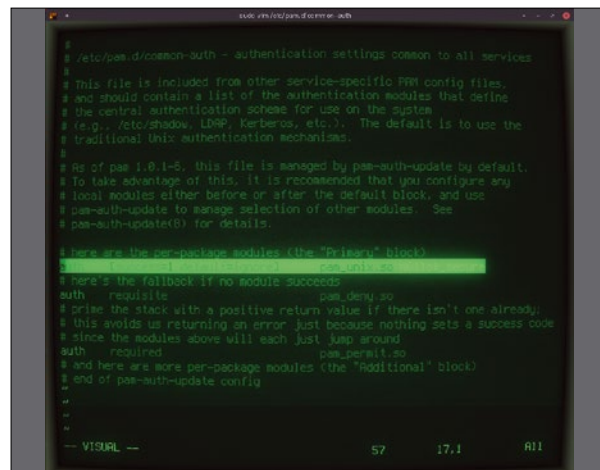 sudo vim /etc/pam.d/common-auth
#
# /etc/pam.d/common-auth - authentication settings common to all services
#
# This file is included from other service-specific PAM config files,
# and should contain a list of the authentication modules that define
# the central authentication scheme for use on the system
# (e.g., /etc/shadow, LDAP, Kerberos, etc.).  The default is to use the
# traditional Unix authentication mechanisms.
#
# As of pam 1.0.1-6, this file is managed by pam-auth-update by default.
# To take advantage of this, it is recommended that you configure any
# local modules either before or after the default block, and use
# pam-auth-update to manage selection of other modules.  See
# pam-auth-update(8) for details.
# here are the per-package modules (the "Primary" block)
pam_unix.so
# here's the fallback if no module succeeds
auth requisite pam_deny.so
# prime the stack with a positive return value if there isn't one already;
# this avoids us returning an error just because nothing sets a success code
# since the modules above will each just jump around
auth required pam_permit.so
# and here are more per-package modules (the "Additional" block)
# end of pam-auth-update config
~
~
~
~
-- VISUAL -- 57 17,1 All